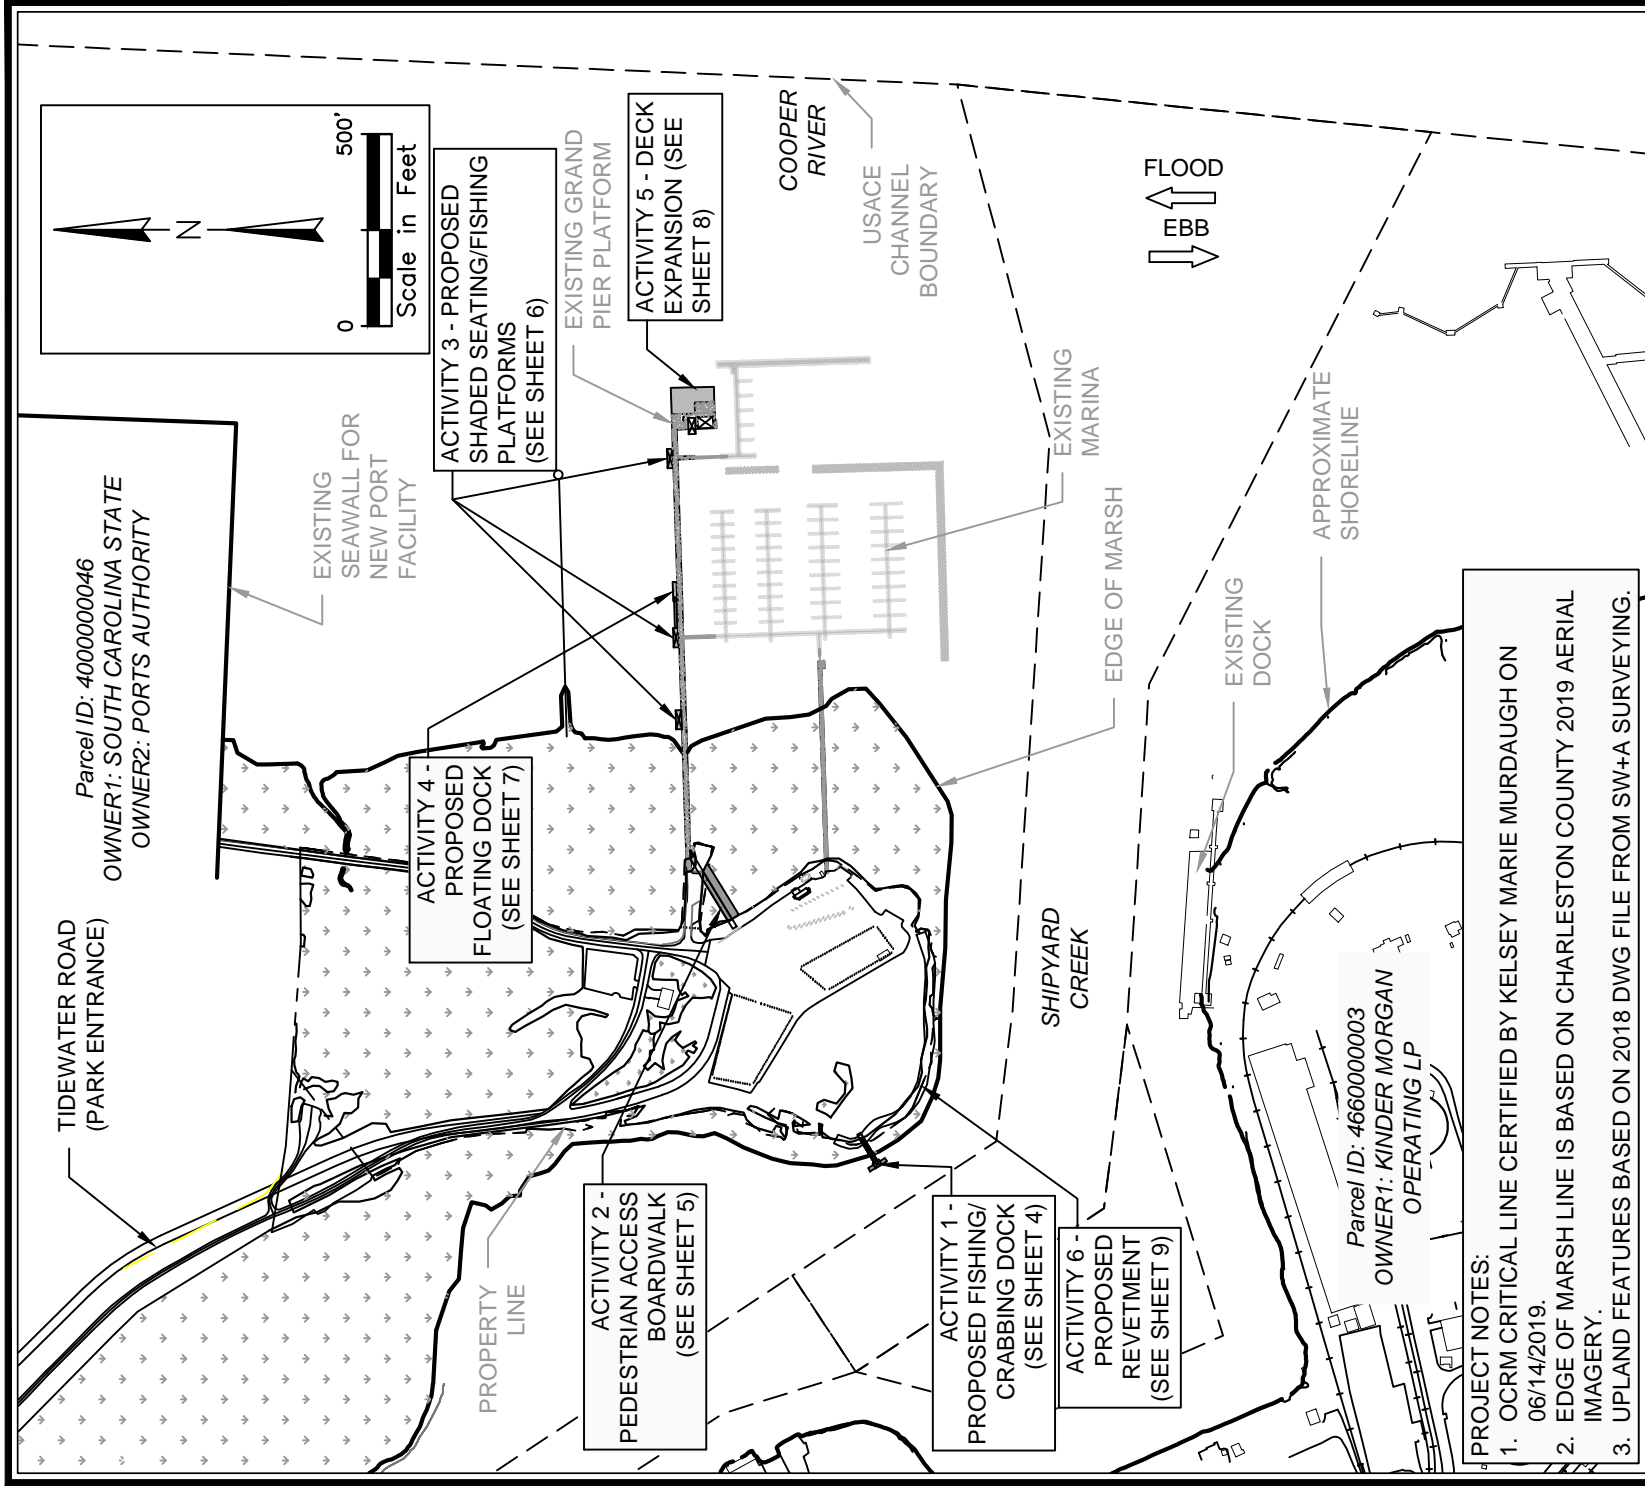 TIDEWATER ROAD
(PARK ENTRANCE)
Parcel ID: 4000000046
OWNER1: SOUTH CAROLINA STATE
OWNER2: PORTS AUTHORITY
EXISTING
SEAWALL FOR
NEW PORT
FACILITY
N
0
500'
Scale in Feet
ACTIVITY 3 - PROPOSED
SHADED SEATING/FISHING
PLATFORMS
(SEE SHEET 6)
EXISTING GRAND
PIER PLATFORM
ACTIVITY 5 - DECK
EXPANSION (SEE
SHEET 8)
COOPER
RIVER
USACE
CHANNEL
BOUNDARY
FLOOD
EBB
ACTIVITY 4 -
PROPOSED
FLOATING DOCK
(SEE SHEET 7)
EXISTING
MARINA
EDGE OF MARSH
APPROXIMATE
SHORELINE
EXISTING
DOCK
SHIPYARD
CREEK
PROPERTY
LINE
ACTIVITY 2 -
PEDESTRIAN ACCESS
BOARDWALK
(SEE SHEET 5)
ACTIVITY 1 -
PROPOSED FISHING/
CRABBING DOCK
(SEE SHEET 4)
ACTIVITY 6 -
PROPOSED
REVETMENT
(SEE SHEET 9)
Parcel ID: 4660000003
OWNER1: KINDER MORGAN
OPERATING LP
PROJECT NOTES:
1. OCRM CRITICAL LINE CERTIFIED BY KELSEY MARIE MURDAUGH ON
06/14/2019.
2. EDGE OF MARSH LINE IS BASED ON CHARLESTON COUNTY 2019 AERIAL
IMAGERY.
3. UPLAND FEATURES BASED ON 2018 DWG FILE FROM SW+A SURVEYING.